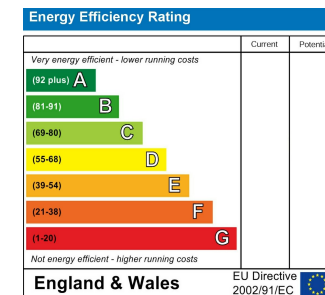 Energy Efficiency Rating
Current Potentia
Very energy efficient - lower running costs
(92 plus) A
(81-91) B
(69-80) C
(55-68) D
(39-54) E
(21-38) F
(1-20) G
Not energy efficient - higher running costs
England & Wales
EU Directive
2002/91/EC